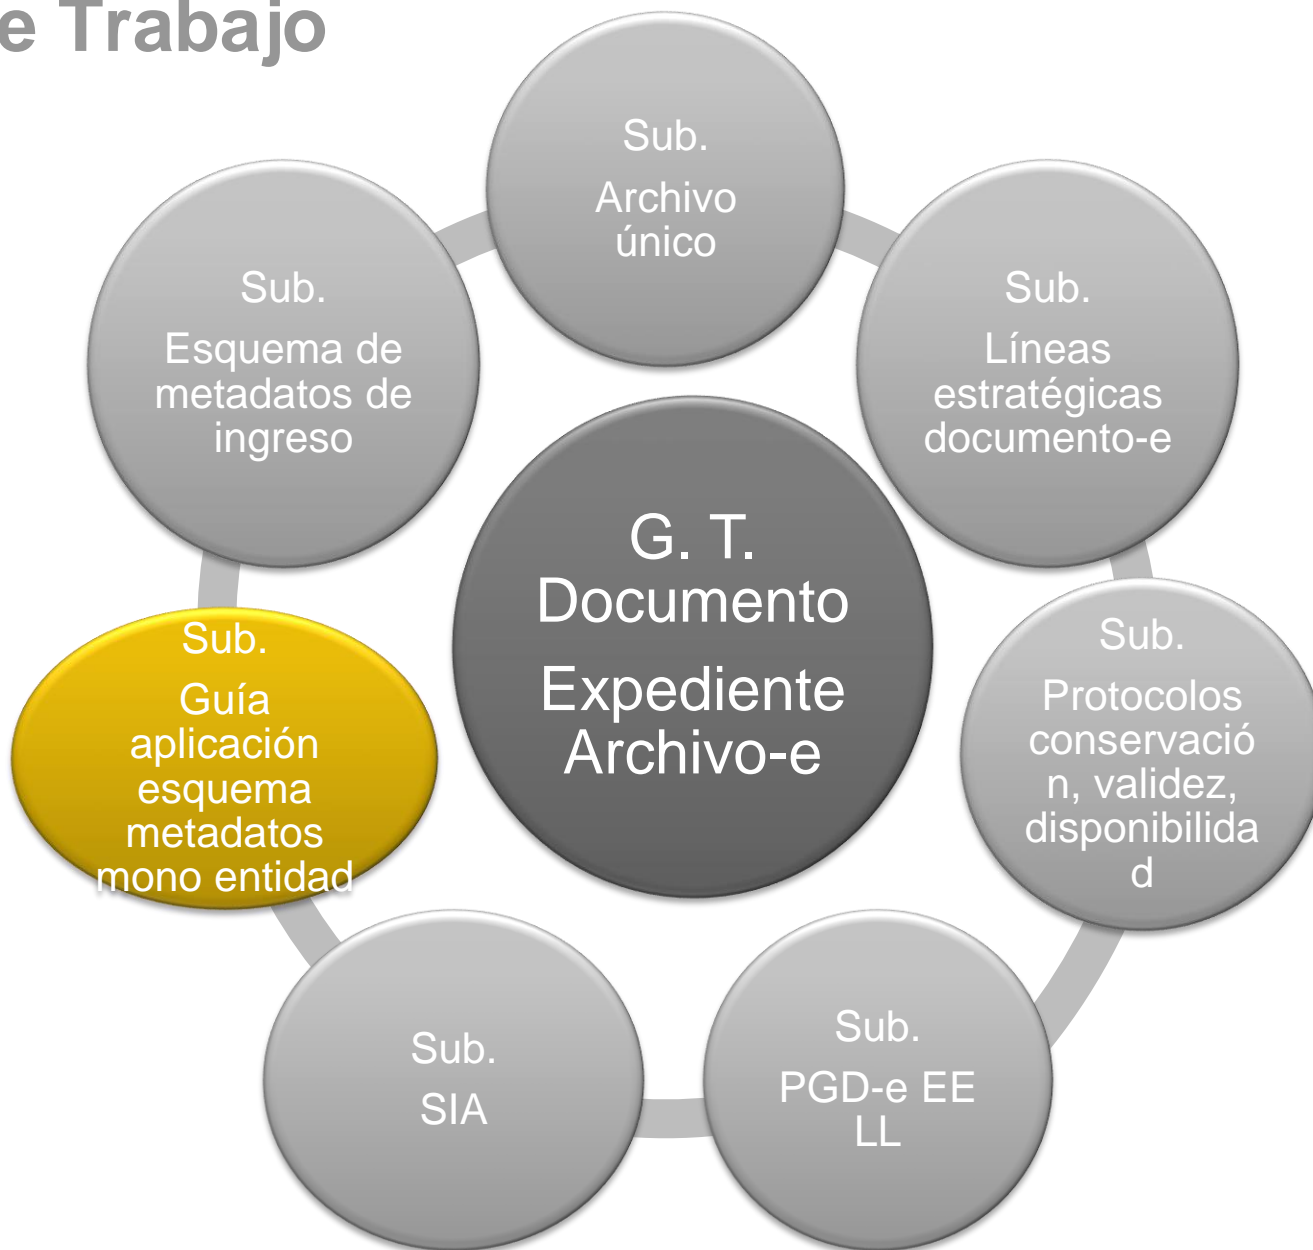 e Trabajo
Sub.
Archivo
único
Sub.
Líneas
estratégicas
documento-e
Sub.
Protocolos
conservació
n, validez,
disponibilida
d
Sub.
PGD-e EE
LL
Sub.
SIA
Sub.
Guía
aplicación
esquema
metadatos
mono entidad
Sub.
Esquema de
metadatos de
ingreso
G. T.
Documento
Expediente
Archivo-e